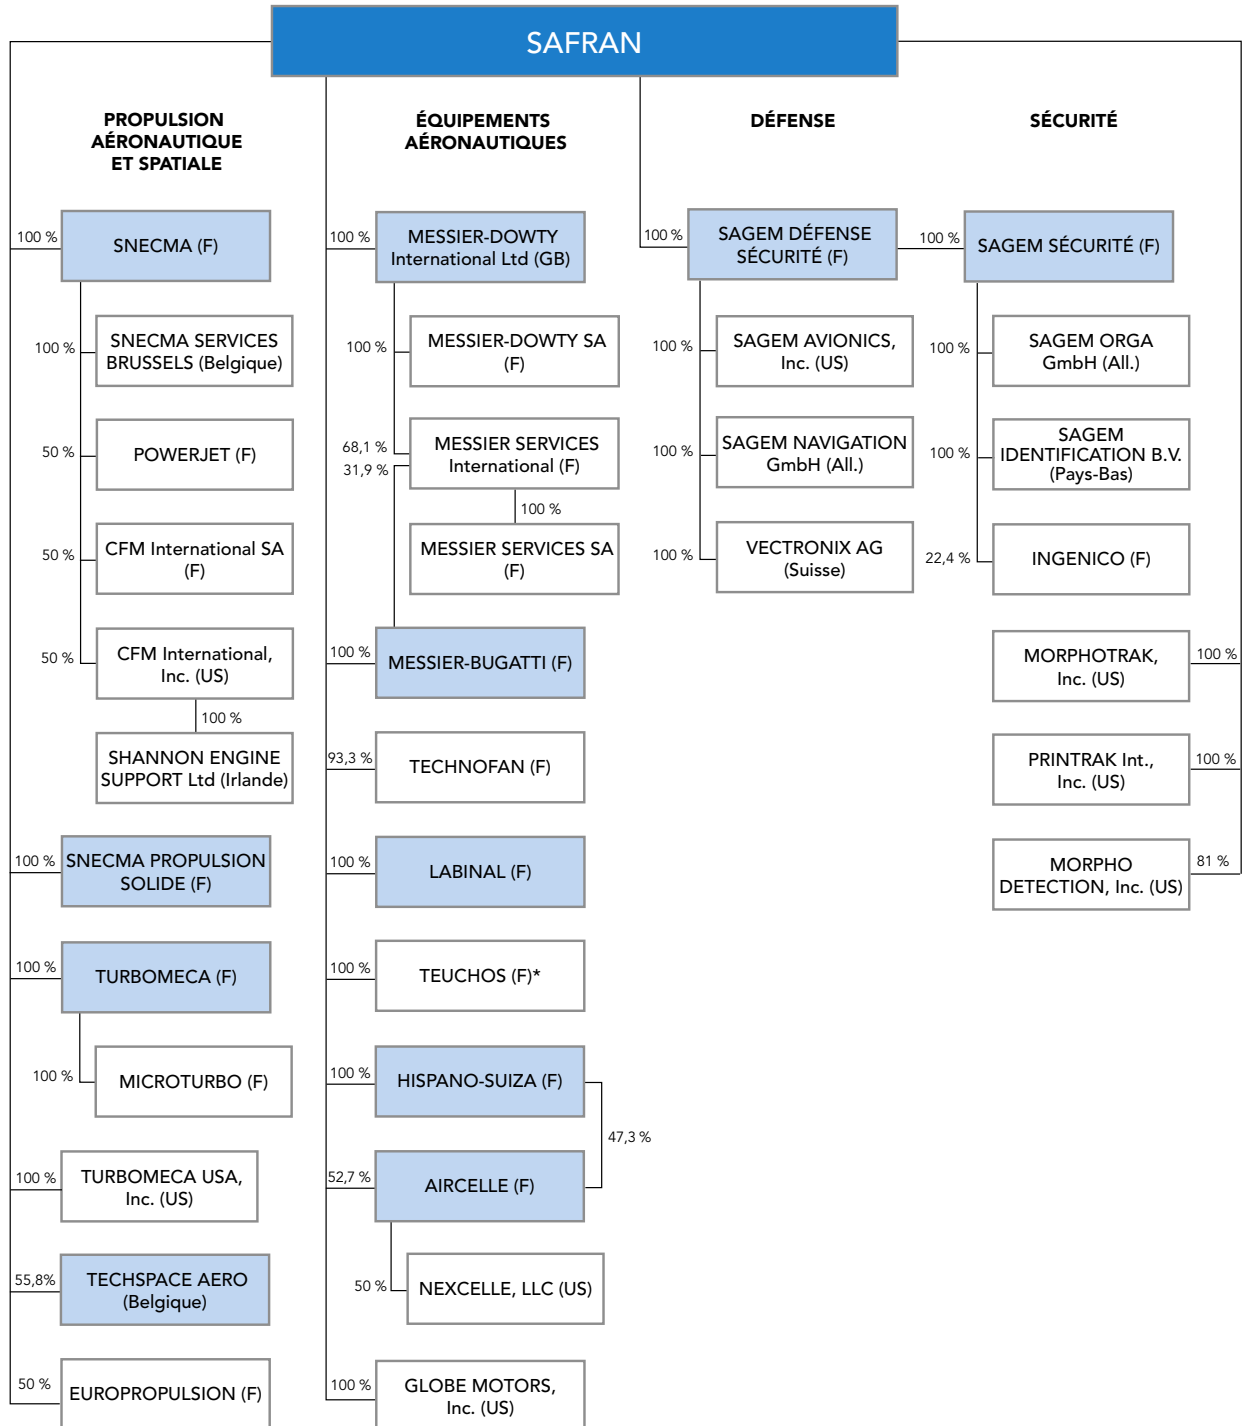 SAFRAN
PROPULSION
AÉRONAUTIQUE
ET SPATIALE
100 %
SNECMA (F)
100 %
SNECMA SERVICES
BRUSSELS (Belgique)
50 %
POWERJET (F)
50 %
CFM International SA
(F)
50 %
CFM International,
Inc. (US)
100 %
SHANNON ENGINE
SUPPORT Ltd (Irlande)
100 %
SNECMA PROPULSION
SOLIDE (F)
100 %
TURBOMECA (F)
100 %
MICROTURBO (F)
100 %
TURBOMECA USA,
Inc. (US)
55,8%
TECHSPACE AERO
(Belgique)
50 %
EUROPROPULSION (F)
ÉQUIPEMENTS
AÉRONAUTIQUES
100 %
MESSIER-DOWTY
International Ltd (GB)
100 %
MESSIER-DOWTY SA
(F)
68,1 %
31,9 %
MESSIER SERVICES
International (F)
100 %
MESSIER SERVICES SA
(F)
100 %
MESSIER-BUGATTI (F)
93,3 %
TECHNOFAN (F)
100 %
LABINAL (F)
100 %
TEUCHOS (F)*
100 %
HISPANO-SUIZA (F)
47,3 %
52,7 %
AIRCELLE (F)
50 %
NEXCELLE, LLC (US)
100 %
GLOBE MOTORS,
Inc. (US)
DÉFENSE
100 %
SAGEM DÉFENSE
SÉCURITÉ (F)
100 %
SAGEM AVIONICS,
Inc. (US)
100 %
SAGEM NAVIGATION
GmbH (All.)
100 %
VECTRONIX AG
(Suisse)
SÉCURITÉ
100 %
SAGEM SÉCURITÉ (F)
100 %
SAGEM ORGA
GmbH (All.)
100 %
SAGEM
IDENTIFICATION B.V.
(Pays-Bas)
22,4 %
INGENICO (F)
MORPHOTRAK,
Inc. (US)
100 %
PRINTRAK Int.,
Inc. (US)
100 %
MORPHO
DETECTION, Inc. (US)
81 %